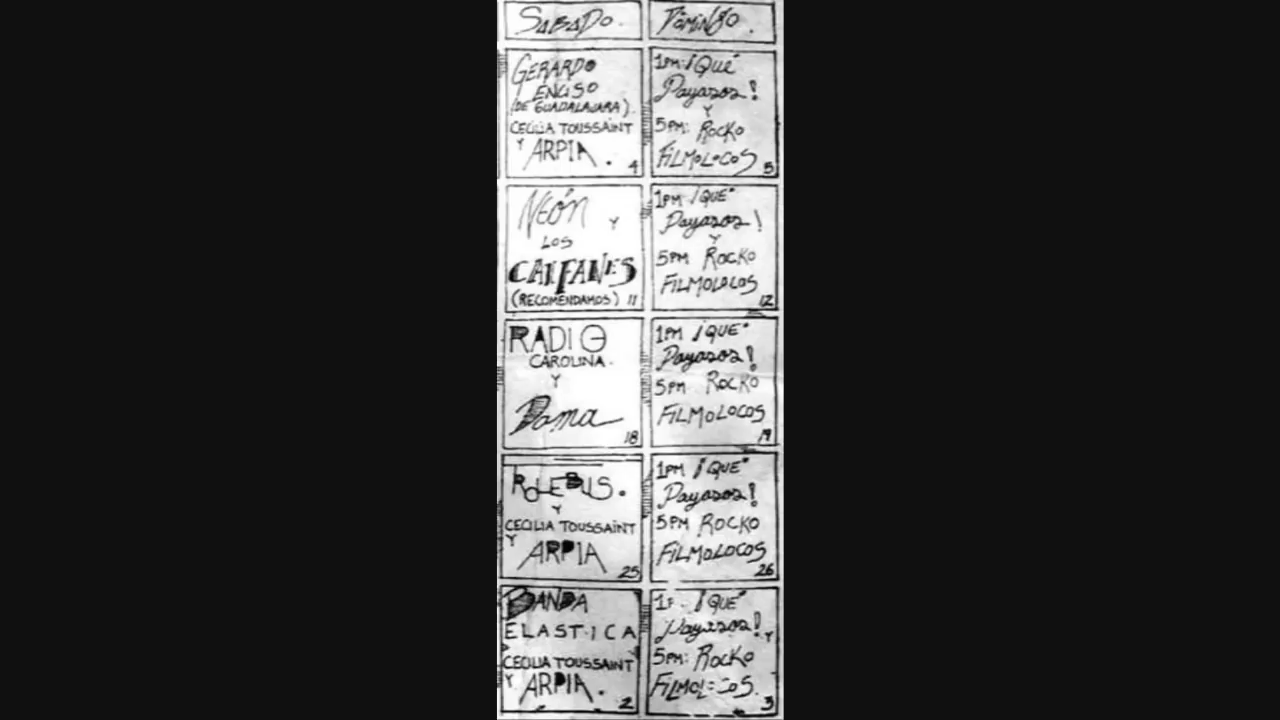 SABADO.
DOMINGO.
GERARDO
ENCISO
(DE GUADALAJARA).
CECILIA TOUSSAINT
Y ARPIA.
4
1PM: ¡QUÉ
Payasos!
Y
5PM: ROCKO
FILMOLOCOS
5
NEÓN Y
LOS
CAIFANES
(RECOMENDAMOS) 11
1PM ¡QUE
Payasos!
Y
5PM ROCKO
FILMOLOCOS
12
RADIO
CAROLINA.
Y
Dama
18
1PM ¡QUE
Payasos!
5PM ROCKO
FILMOLOCOS
19
ROLEBUS.
Y
CECILIA TOUSSAINT
Y ARPIA
25
1PM ¡QUE
Payasos!
5PM ROCKO
FILMOLOCOS
26
BANDA
ELASTICA
CECILIA TOUSSAINT
Y ARPIA.
2
¡QUE
Payasos! Y
5PM: ROCKO
FILMOLOCOS.
3